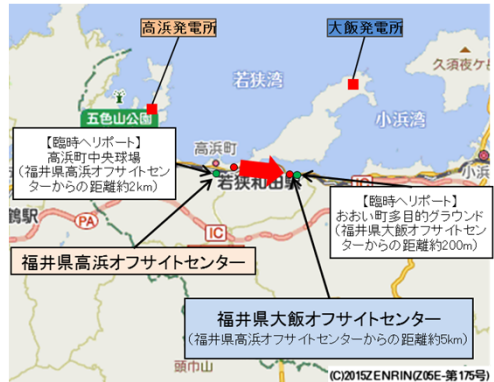 高浜発電所
大飯発電所
若狭湾
久須夜ケ
五色山公園
小浜湾
【臨時ヘリポート】
高浜町中央球場
(福井県高浜オフサイトセン
ターからの距離約2km)
高浜町
若狭和田駅
小浜
【臨時ヘリポート】
おおい町多目的グラウンド
(福井県大飯オフサイトセン
ターからの距離約200m)
鶴駅
PA
IC
IC
福井県高浜オフサイトセンター
福井県大飯オフサイトセンター
(福井県高浜オフサイトセンターからの距離約5km)
頭巾山
(C)2015ZENRIN(Z05E-第175号)